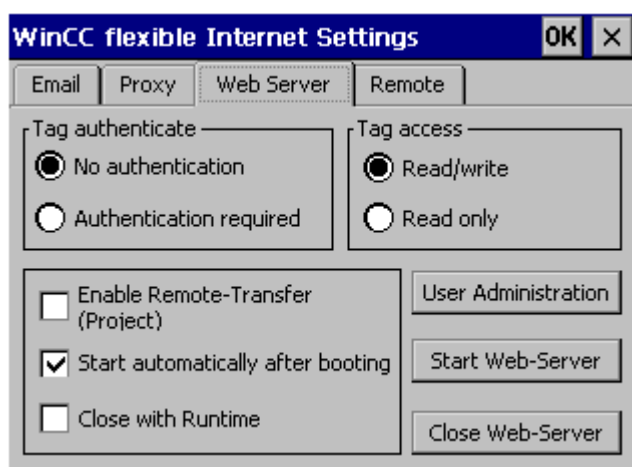 WinCC flexible Internet Settings OK ×
Email Proxy Web Server Remote
Tag authenticate
No authentication
Authentication required
Tag access
Read/write
Read only
Enable Remote-Transfer
(Project)
Start automatically after booting
Close with Runtime
User Administration
Start Web-Server
Close Web-Server